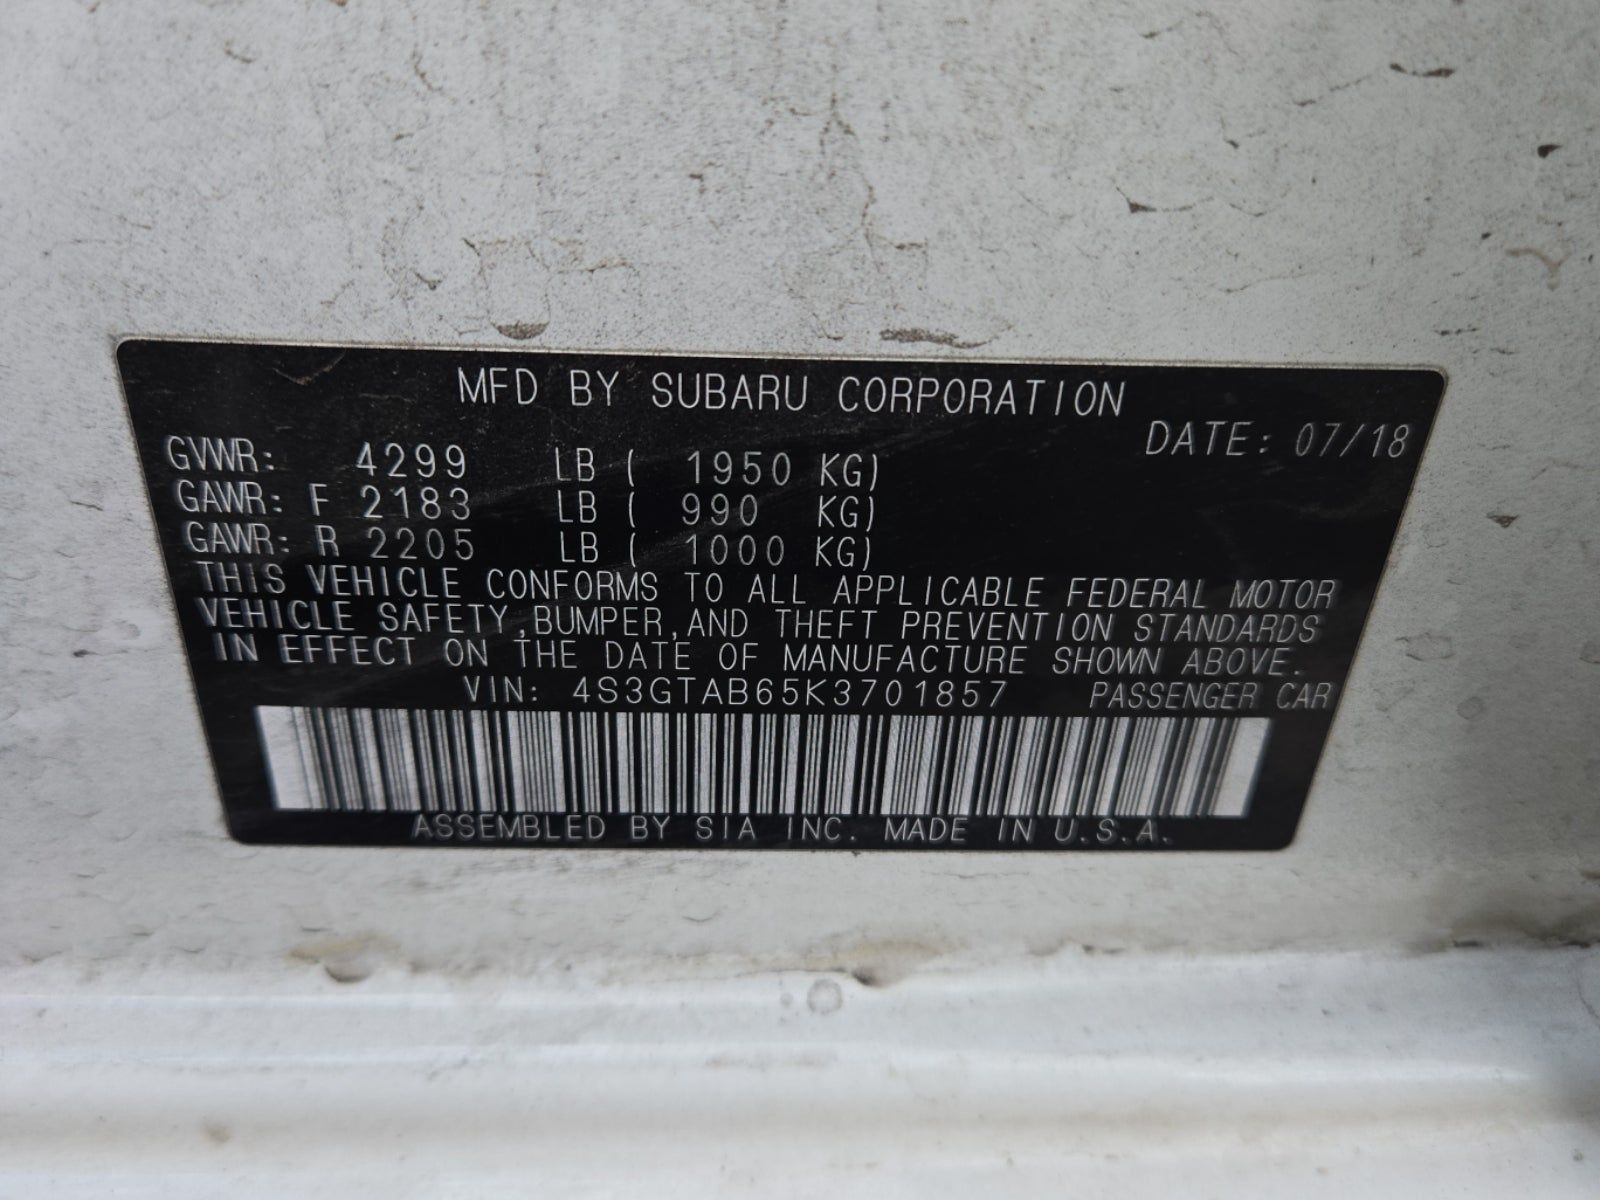 MFD BY SUBARU CORPORATION
DATE: 07/18
GVWR: 4299 LB ( 1950 KG)
GAWR: F 2183 LB ( 990 KG)
GAWR: R 2205 LB ( 1000 KG)
THIS VEHICLE CONFORMS TO ALL APPLICABLE FEDERAL MOTOR
VEHICLE SAFETY,BUMPER,AND THEFT PREVENTION STANDARDS
IN EFFECT ON THE DATE OF MANUFACTURE SHOWN ABOVE.
VIN: 4S3GTAB65K3701857 PASSENGER CAR
ASSEMBLED BY SIA INC. MADE IN U.S.A.